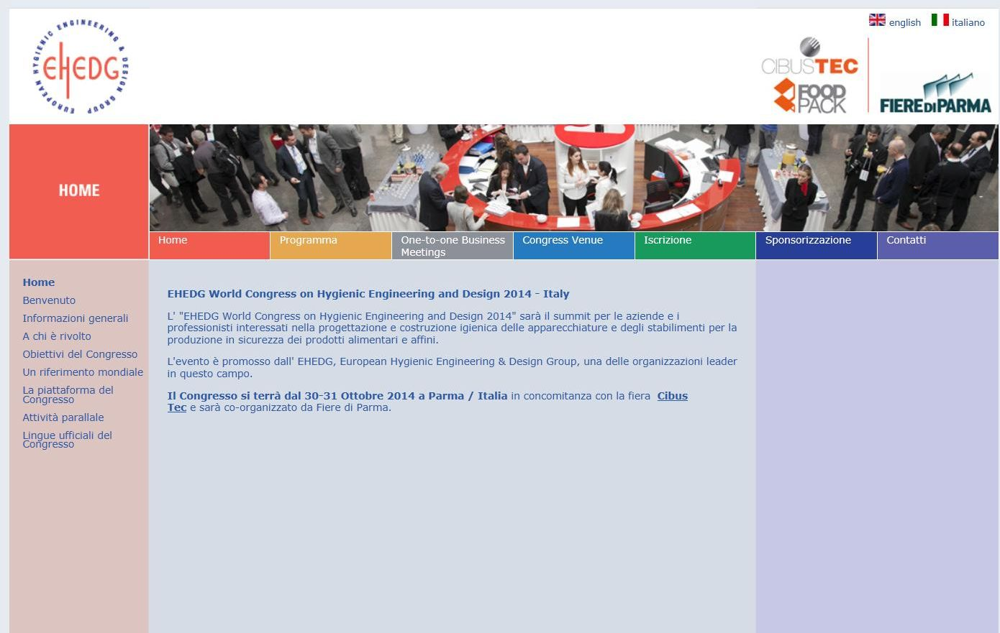 EUROPEAN HYGIENIC ENGINEERING & DESIGN GROUP
EHEDG
english
italiano
CIBUSTEC
FOOD
PACK
FIERE DI PARMA
HOME
Home
Programma
One-to-one Business
Meetings
Congress Venue
Iscrizione
Sponsorizzazione
Contatti
Home
Benvenuto
Informazioni generali
A chi è rivolto
Obiettivi del Congresso
Un riferimento mondiale
La piattaforma del
Congresso
Attività parallale
Lingue ufficiali del
Congresso
EHEDG World Congress on Hygienic Engineering and Design 2014 - Italy
L' "EHEDG World Congress on Hygienic Engineering and Design 2014" sarà il summit per le aziende e i
professionisti interessati nella progettazione e costruzione igienica delle apparecchiature e degli stabilimenti per la
produzione in sicurezza dei prodotti alimentari e affini.
L'evento è promosso dall' EHEDG, European Hygienic Engineering & Design Group, una delle organizzazioni leader
in questo campo.
Il Congresso si terrà dal 30-31 Ottobre 2014 a Parma / Italia in concomitanza con la fiera Cibus
Tec e sarà co-organizzato da Fiere di Parma.